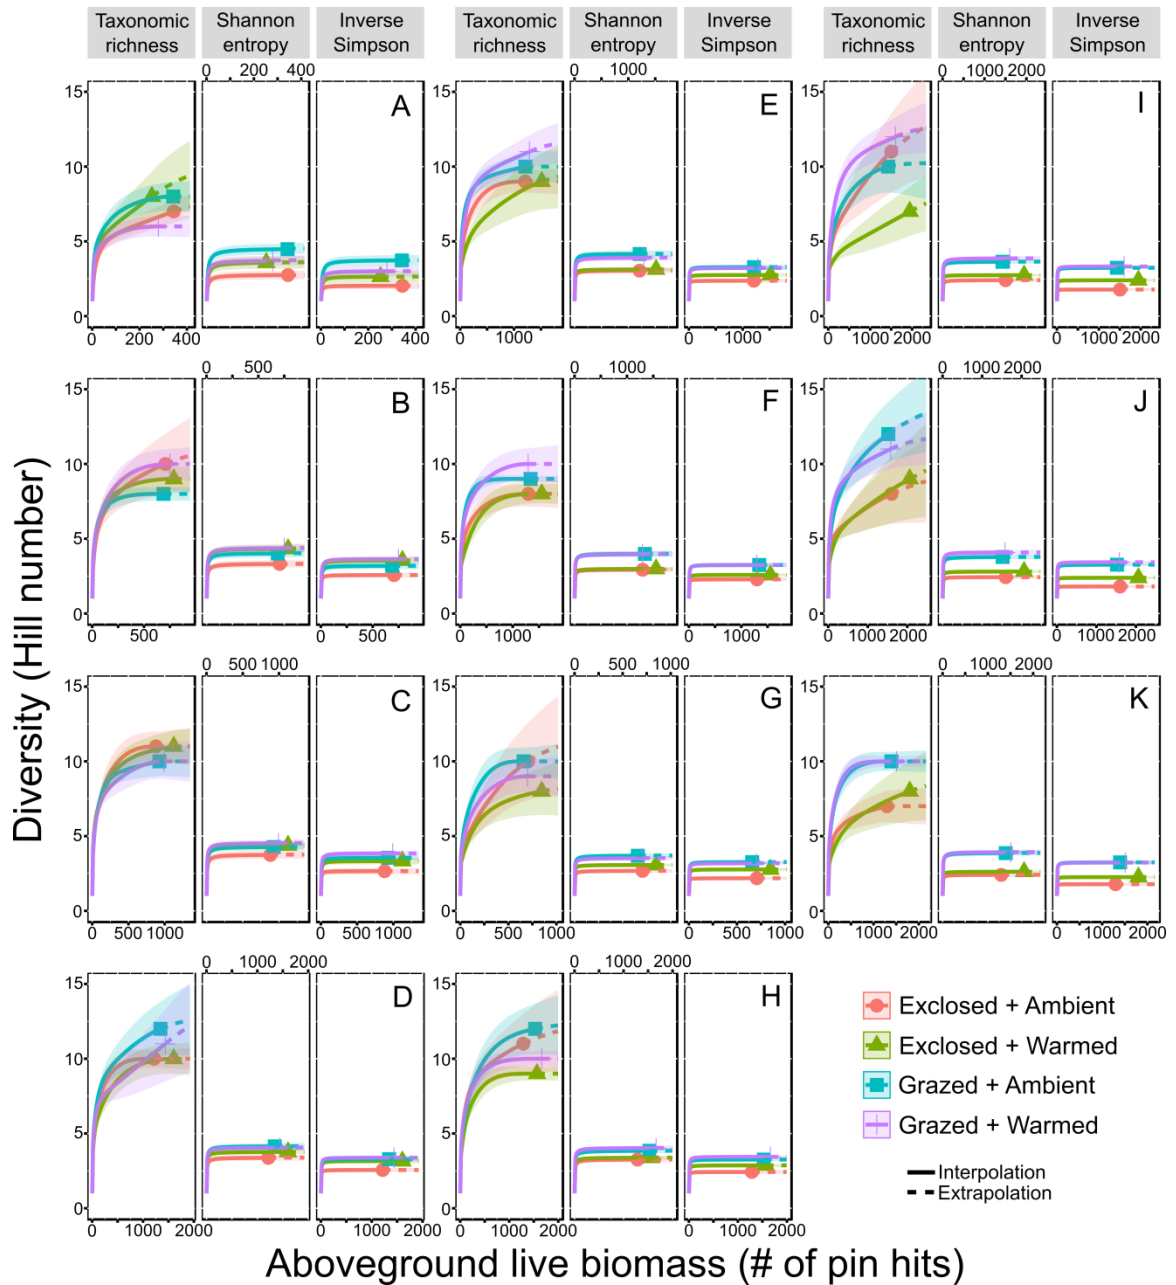 Taxonomic richness
Shannon entropy
Inverse Simpson
Taxonomic richness
Shannon entropy
Inverse Simpson
Taxonomic richness
Shannon entropy
Inverse Simpson
0 200 400
1000
0 1000 2000
15
10
5
0
A
15
10
5
0
E
15
10
5
0
I
0 200 400
0 200 400
1000
0 1000
0 1000 2000
0 1000 2000
0 500
0 1000
0 1000 2000
15
10
5
0
B
15
10
5
0
F
15
10
5
0
J
500
0 500
1000
0 1000
0 1000 2000
0 1000 2000
0 500 1000
0 500 1000
0 1000 2000
15
10
5
0
C
15
10
5
0
G
15
10
5
0
K
0 500 1000
0 500 1000
0 500 1000
0 500 1000
0 1000 2000
0 1000 2000
0 1000 2000
0 1000 2000
15
10
5
0
D
15
10
5
0
H
0 1000 2000
0 1000 2000
0 1000 2000
0 1000 2000
Exclosed + Ambient
Exclosed + Warmed
Grazed + Ambient
Grazed + Warmed
Interpolation
Extrapolation
Diversity (Hill number)
Aboveground live biomass (# of pin hits)